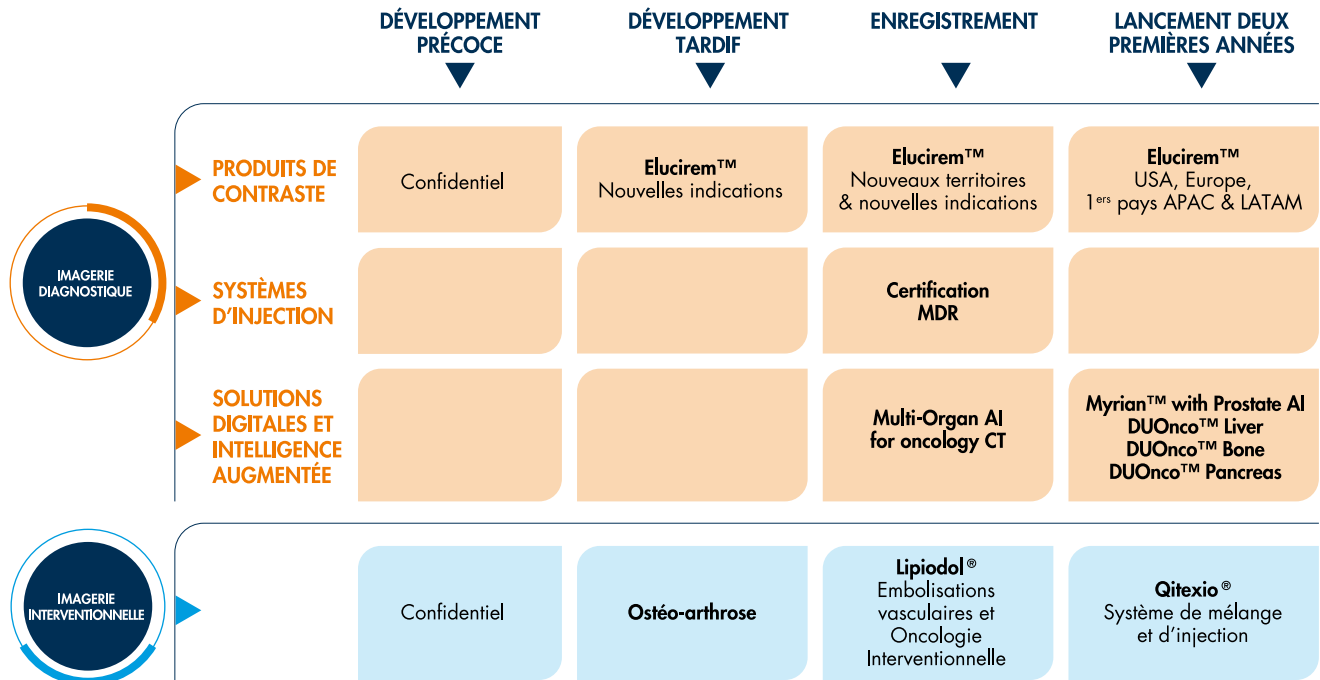 DÉVELOPPEMENT
PRÉCOCE
DÉVELOPPEMENT
TARDIF
ENREGISTREMENT
LANCEMENT DEUX
PREMIÈRES ANNÉES
IMAGERIE
DIAGNOSTIQUE
PRODUITS DE
CONTRASTE
Confidentiel
Elucirem™
Nouvelles indications
Elucirem™
Nouveaux territoires
& nouvelles indications
Elucirem™
USA, Europe,
1ers pays APAC & LATAM
SYSTÈMES
D’INJECTION
Certification
MDR
SOLUTIONS
DIGITALES ET
INTELLIGENCE
AUGMENTÉE
Multi-Organ AI
for oncology CT
Myrian™ with Prostate AI
DUOnco™ Liver
DUOnco™ Bone
DUOnco™ Pancreas
IMAGERIE
INTERVENTIONNELLE
Confidentiel
Ostéo-arthrose
Lipiodol®
Embolisations
vasculaires et
Oncologie
Interventionnelle
Qitexio®
Système de mélange
et d’injection